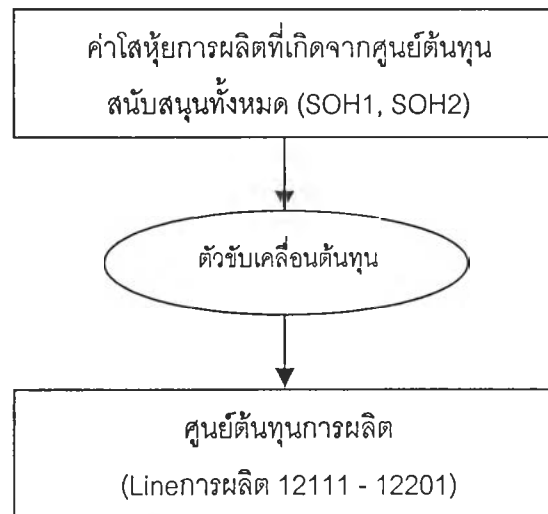 ค่าโสหุ้ยการผลิตที่เกิดจากศูนย์ต้นทุน
สนับสนุนทั้งหมด (SOH1, SOH2)
ตัวขับเคลื่อนต้นทุน
ศูนย์ต้นทุนการผลิต
(Lineการผลิต 12111 - 12201)